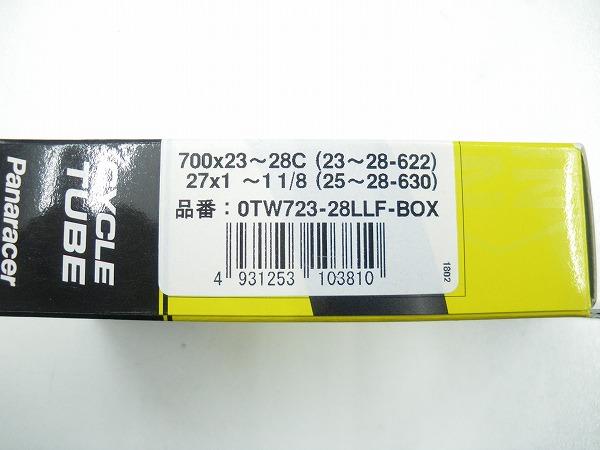 CYCLE
TUBE
Panaracer
700x23～28C (23～28-622)
27x1 ～1 1/8 (25～28-630)
品番：0TW723-28LLF-BOX
4 931253 103810
1802